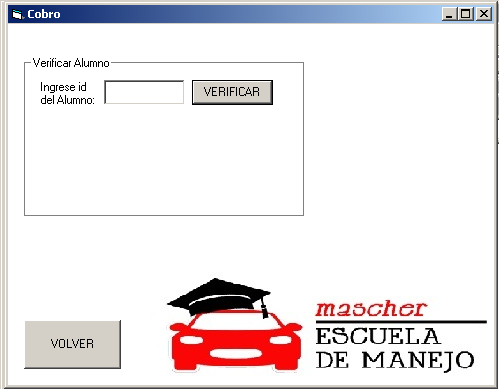 Cobro
Verificar Alumno
Ingrese id
del Alumno:
VERIFICAR
VOLVER
mascher
ESCUELA
DE MANEJO